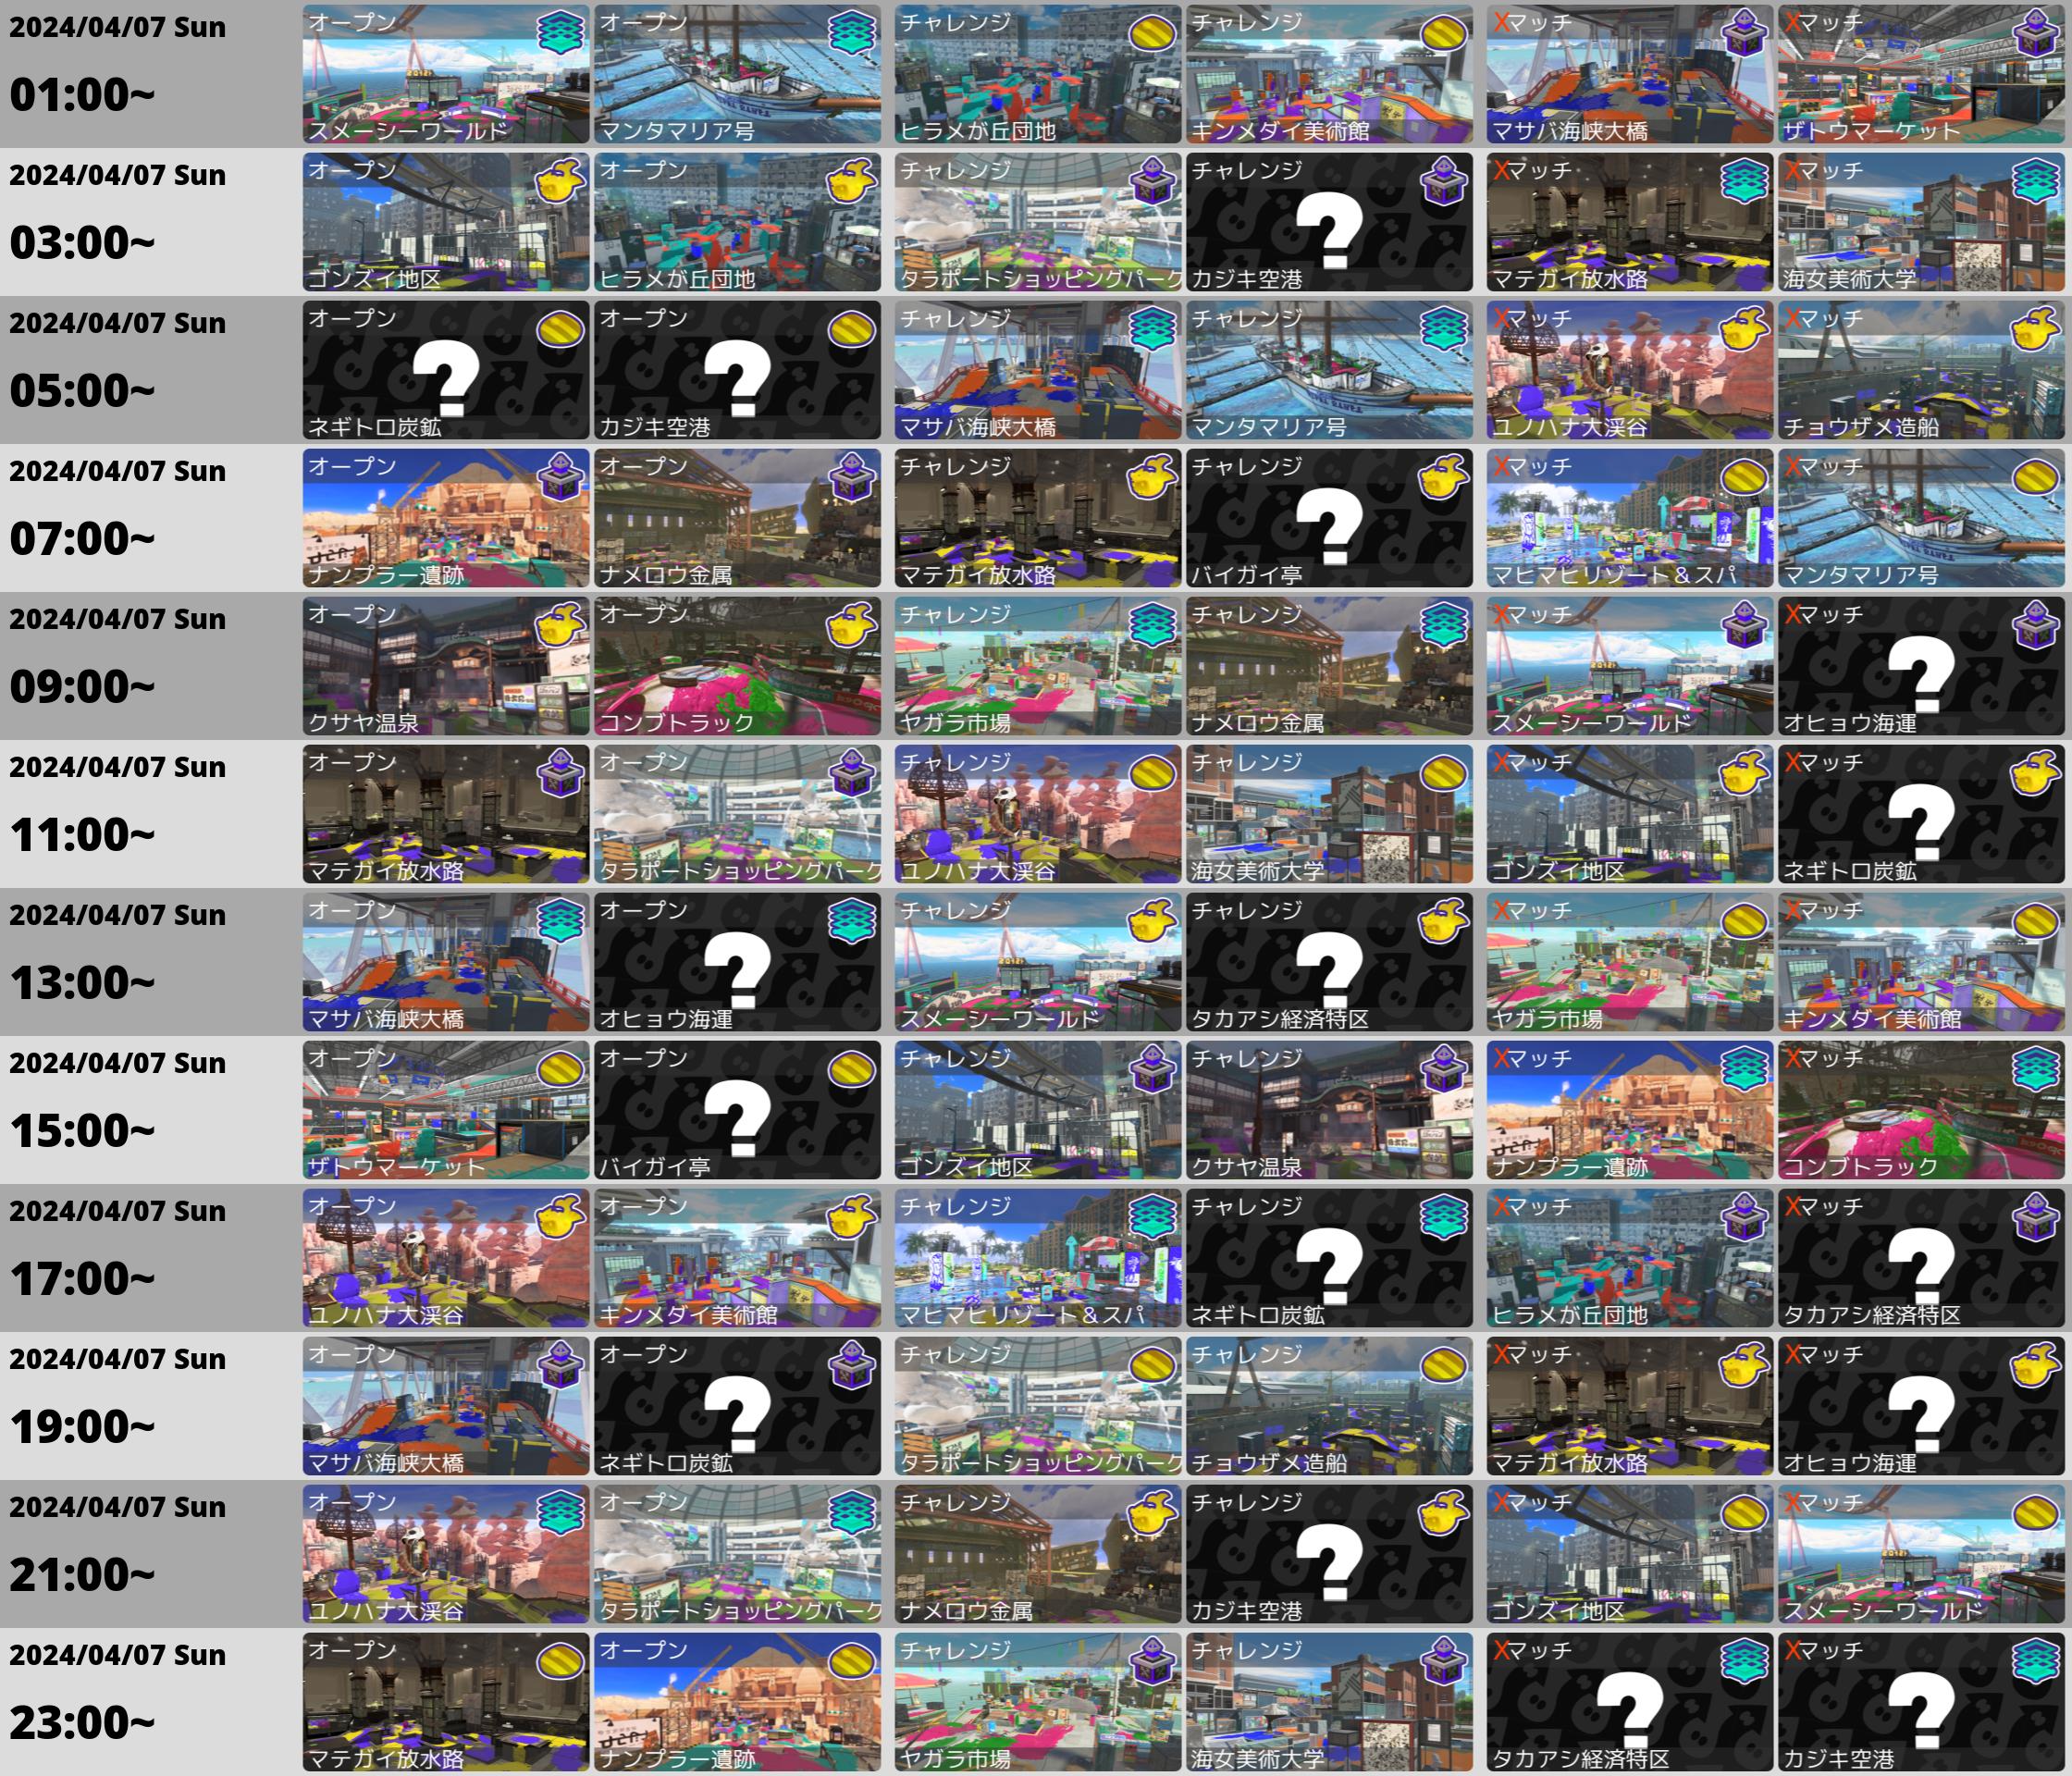 2024/04/07 Sun
01:00~
オープン オープン チャレンジ チャレンジ Xマッチ Xマッチ
スメーシーワールド マンタマリア号 ヒラメが丘団地 キンメダイ美術館 マサバ海峡大橋 ザトウマーケット
2024/04/07 Sun
03:00~
オープン オープン チャレンジ チャレンジ Xマッチ Xマッチ
ゴンズイ地区 ヒラメが丘団地 タラポートショッピングパーク カジキ空港 マテガイ放水路 海女美術大学
?
2024/04/07 Sun
05:00~
オープン オープン チャレンジ チャレンジ Xマッチ Xマッチ
? ?
ネギトロ炭鉱 カジキ空港 マサバ海峡大橋 マンタマリア号 ユノハナ大渓谷 チョウザメ造船
2024/04/07 Sun
07:00~
オープン オープン チャレンジ チャレンジ Xマッチ Xマッチ
?
ナンプラー遺跡 ナメロウ金属 マテガイ放水路 バイガイ亭 マヒマヒリゾート&スパ マンタマリア号
2024/04/07 Sun
09:00~
オープン オープン チャレンジ チャレンジ Xマッチ Xマッチ
?
クサヤ温泉 コンブトラック ヤガラ市場 ナメロウ金属 スメーシーワールド オヒョウ海運
2024/04/07 Sun
11:00~
オープン オープン チャレンジ チャレンジ Xマッチ Xマッチ
?
マテガイ放水路 タラポートショッピングパーク ユノハナ大渓谷 海女美術大学 ゴンズイ地区 ネギトロ炭鉱
2024/04/07 Sun
13:00~
オープン オープン チャレンジ チャレンジ Xマッチ Xマッチ
? ?
マサバ海峡大橋 オヒョウ海運 スメーシーワールド タカアシ経済特区 ヤガラ市場 キンメダイ美術館
2024/04/07 Sun
15:00~
オープン オープン チャレンジ チャレンジ Xマッチ Xマッチ
?
ザトウマーケット バイガイ亭 ゴンズイ地区 クサヤ温泉 ナンプラー遺跡 コンブトラック
2024/04/07 Sun
17:00~
オープン オープン チャレンジ チャレンジ Xマッチ Xマッチ
? ?
ユノハナ大渓谷 キンメダイ美術館 マヒマヒリゾート&スパ ネギトロ炭鉱 ヒラメが丘団地 タカアシ経済特区
2024/04/07 Sun
19:00~
オープン オープン チャレンジ チャレンジ Xマッチ Xマッチ
? ?
マサバ海峡大橋 ネギトロ炭鉱 タラポートショッピングパーク チョウザメ造船 マテガイ放水路 オヒョウ海運
2024/04/07 Sun
21:00~
オープン オープン チャレンジ チャレンジ Xマッチ Xマッチ
?
ユノハナ大渓谷 タラポートショッピングパーク ナメロウ金属 カジキ空港 ゴンズイ地区 スメーシーワールド
2024/04/07 Sun
23:00~
オープン オープン チャレンジ チャレンジ Xマッチ Xマッチ
? ?
マテガイ放水路 ナンプラー遺跡 ヤガラ市場 海女美術大学 タカアシ経済特区 カジキ空港